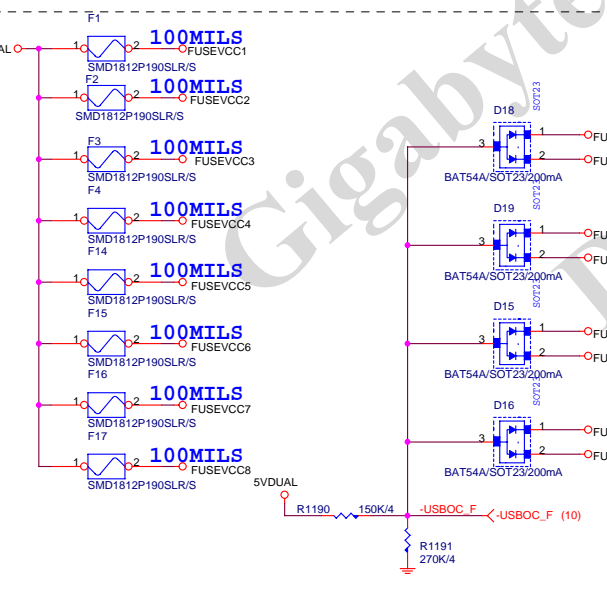 F1
AL
1
2
100MILS
FUSEVCC1
SMD1812P190SLR/S
F2
1
2
100MILS
FUSEVCC2
SMD1812P190SLR/S
F3
1
2
100MILS
FUSEVCC3
SMD1812P190SLR/S
F4
1
2
100MILS
FUSEVCC4
SMD1812P190SLR/S
F14
1
2
100MILS
FUSEVCC5
SMD1812P190SLR/S
F15
1
2
100MILS
FUSEVCC6
SMD1812P190SLR/S
F16
1
2
100MILS
FUSEVCC7
SMD1812P190SLR/S
F17
1
2
100MILS
FUSEVCC8
SMD1812P190SLR/S
Gigabyte
D18
SOT23
3
1
FU
2
FU
BAT54A/SOT23/200mA
D19
SOT23
3
1
FU
2
FU
BAT54A/SOT23/200mA
D15
SOT23
3
1
FU
2
FU
BAT54A/SOT23/200mA
D16
SOT23
3
1
FU
2
FU
BAT54A/SOT23/200mA
5VDUAL
R1190
150K/4
-USBOC_F
-USBOC_F (10)
R1191
270K/4